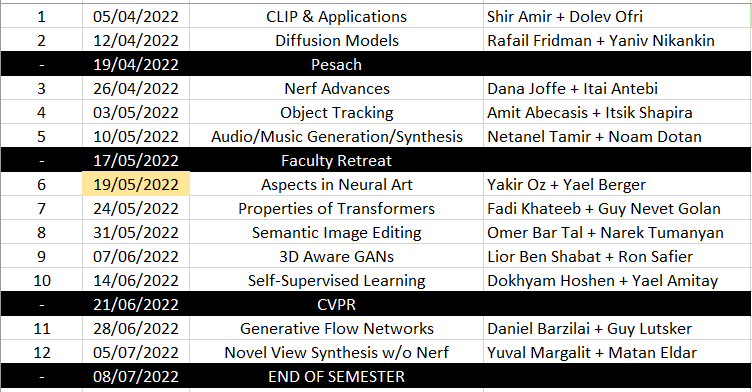 1 05/04/2022 CLIP & Applications Shir Amir + Dolev Ofri
2 12/04/2022 Diffusion Models Rafail Fridman + Yaniv Nikankin
- 19/04/2022 Pesach
3 26/04/2022 Nerf Advances Dana Joffe + Itai Antebi
4 03/05/2022 Object Tracking Amit Abecasis + Itsik Shapira
5 10/05/2022 Audio/Music Generation/Synthesis Netanel Tamir + Noam Dotan
- 17/05/2022 Faculty Retreat
6 19/05/2022 Aspects in Neural Art Yakir Oz + Yael Berger
7 24/05/2022 Properties of Transformers Fadi Khateeb + Guy Nevet Golan
8 31/05/2022 Semantic Image Editing Omer Bar Tal + Narek Tumanyan
9 07/06/2022 3D Aware GANs Lior Ben Shabat + Ron Safier
10 14/06/2022 Self-Supervised Learning Dokhyam Hoshen + Yael Amitay
- 21/06/2022 CVPR
11 28/06/2022 Generative Flow Networks Daniel Barzilai + Guy Lutsker
12 05/07/2022 Novel View Synthesis w/o Nerf Yuval Margalit + Matan Eldar
- 08/07/2022 END OF SEMESTER